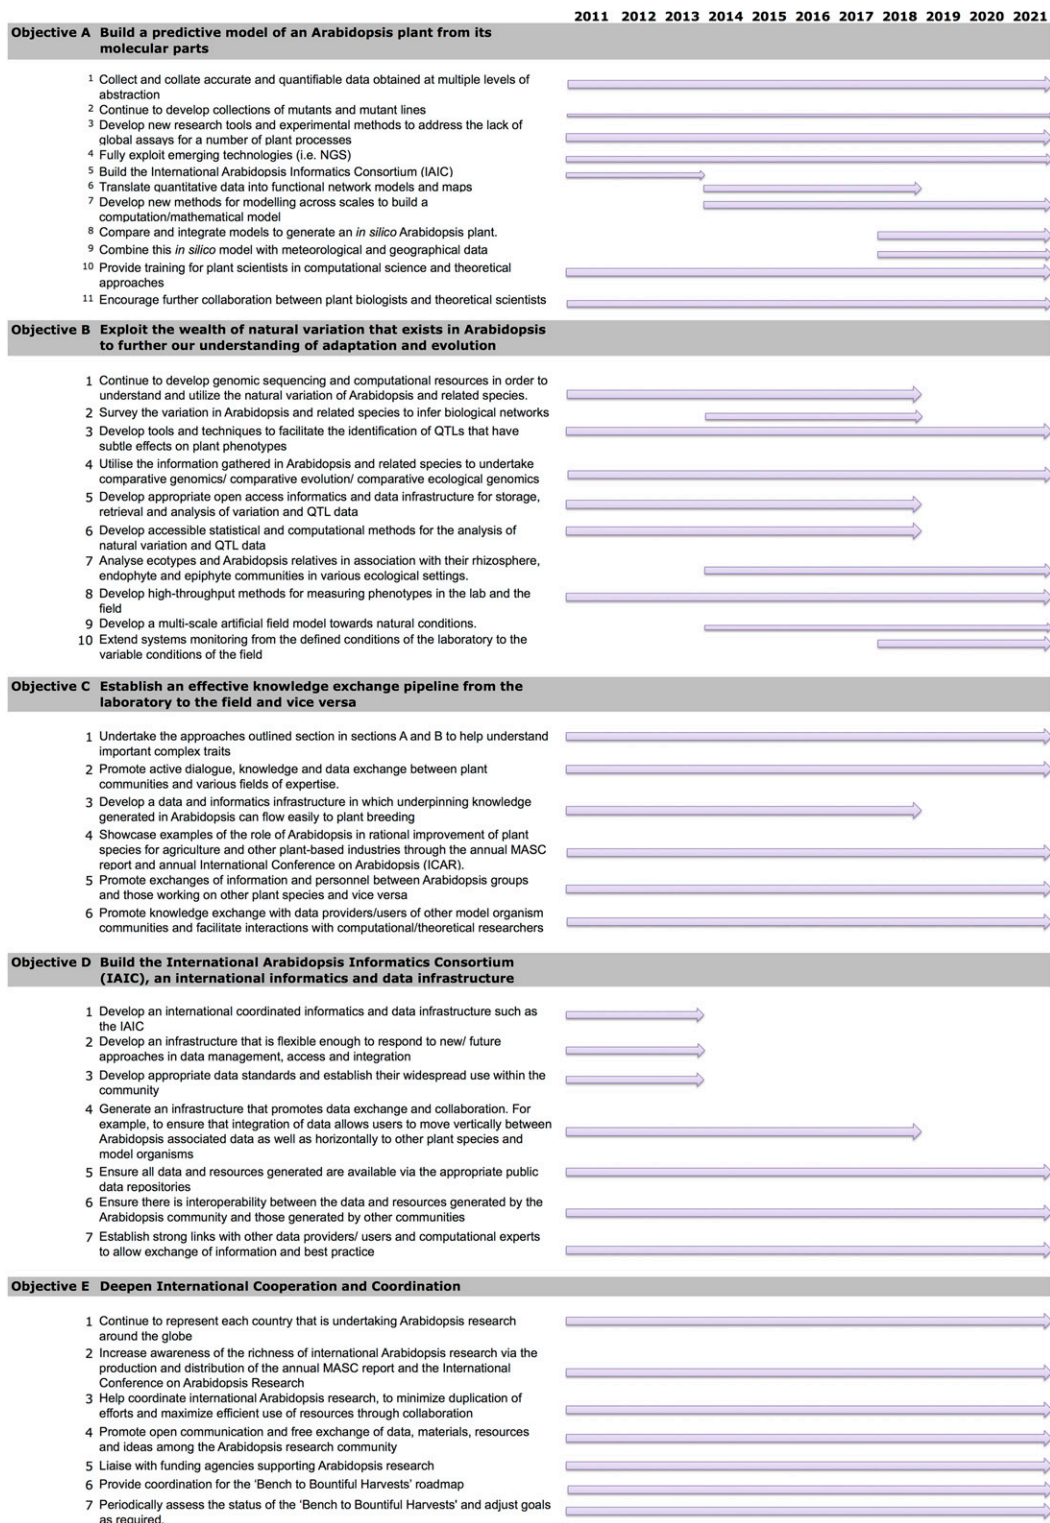 2011 2012 2013 2014 2015 2016 2017 2018 2019 2020 2021
Objective A Build a predictive model of an Arabidopsis plant from its
molecular parts
1 Collect and collate accurate and quantifiable data obtained at multiple levels of
abstraction
2 Continue to develop collections of mutants and mutant lines
3 Develop new research tools and experimental methods to address the lack of
global assays for a number of plant processes
4 Fully exploit emerging technologies (i.e. NGS)
5 Build the International Arabidopsis Informatics Consortium (IAIC)
6 Translate quantitative data into functional network models and maps
7 Develop new methods for modelling across scales to build a
computation/mathematical model
8 Compare and integrate models to generate an in silico Arabidopsis plant.
9 Combine this in silico model with meteorological and geographical data
10 Provide training for plant scientists in computational science and theoretical
approaches
11 Encourage further collaboration between plant biologists and theoretical scientists
Objective B Exploit the wealth of natural variation that exists in Arabidopsis
to further our understanding of adaptation and evolution
1 Continue to develop genomic sequencing and computational resources in order to
understand and utilize the natural variation of Arabidopsis and related species.
2 Survey the variation in Arabidopsis and related species to infer biological networks
3 Develop tools and techniques to facilitate the identification of QTLs that have
subtle effects on plant phenotypes
4 Utilise the information gathered in Arabidopsis and related species to undertake
comparative genomics/ comparative evolution/ comparative ecological genomics
5 Develop appropriate open access informatics and data infrastructure for storage,
retrieval and analysis of variation and QTL data
6 Develop accessible statistical and computational methods for the analysis of
natural variation and QTL data
7 Analyse ecotypes and Arabidopsis relatives in association with their rhizosphere,
endophyte and epiphyte communities in various ecological settings.
8 Develop high-throughput methods for measuring phenotypes in the lab and the
field
9 Develop a multi-scale artificial field model towards natural conditions.
10 Extend systems monitoring from the defined conditions of the laboratory to the
variable conditions of the field
Objective C Establish an effective knowledge exchange pipeline from the
laboratory to the field and vice versa
1 Undertake the approaches outlined section in sections A and B to help understand
important complex traits
2 Promote active dialogue, knowledge and data exchange between plant
communities and various fields of expertise.
3 Develop a data and informatics infrastructure in which underpinning knowledge
generated in Arabidopsis can flow easily to plant breeding
4 Showcase examples of the role of Arabidopsis in rational improvement of plant
species for agriculture and other plant-based industries through the annual MASC
report and annual International Conference on Arabidopsis (ICAR).
5 Promote exchanges of information and personnel between Arabidopsis groups
and those working on other plant species and vice versa
6 Promote knowledge exchange with data providers/users of other model organism
communities and facilitate interactions with computational/theoretical researchers
Objective D Build the International Arabidopsis Informatics Consortium
(IAIC), an international informatics and data infrastructure
1 Develop an international coordinated informatics and data infrastructure such as
the IAIC
2 Develop an infrastructure that is flexible enough to respond to new/ future
approaches in data management, access and integration
3 Develop appropriate data standards and establish their widespread use within the
community
4 Generate an infrastructure that promotes data exchange and collaboration. For
example, to ensure that integration of data allows users to move vertically between
Arabidopsis associated data as well as horizontally to other plant species and
model organisms
5 Ensure all data and resources generated are available via the appropriate public
data repositories
6 Ensure there is interoperability between the data and resources generated by the
Arabidopsis community and those generated by other communities
7 Establish strong links with other data providers/ users and computational experts
to allow exchange of information and best practice
Objective E Deepen International Cooperation and Coordination
1 Continue to represent each country that is undertaking Arabidopsis research
around the globe
2 Increase awareness of the richness of international Arabidopsis research via the
production and distribution of the annual MASC report and the International
Conference on Arabidopsis Research
3 Help coordinate international Arabidopsis research, to minimize duplication of
efforts and maximize efficient use of resources through collaboration
4 Promote open communication and free exchange of data, materials, resources
and ideas among the Arabidopsis research community
5 Liaise with funding agencies supporting Arabidopsis research
6 Provide coordination for the ‘Bench to Bountiful Harvests’ roadmap
7 Periodically assess the status of the ‘Bench to Bountiful Harvests' and adjust goals
as required.